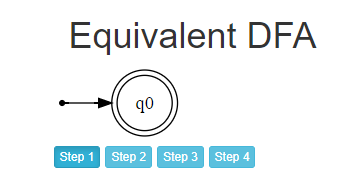 Equivalent DFA
q0
Step 1 Step 2 Step 3 Step 4